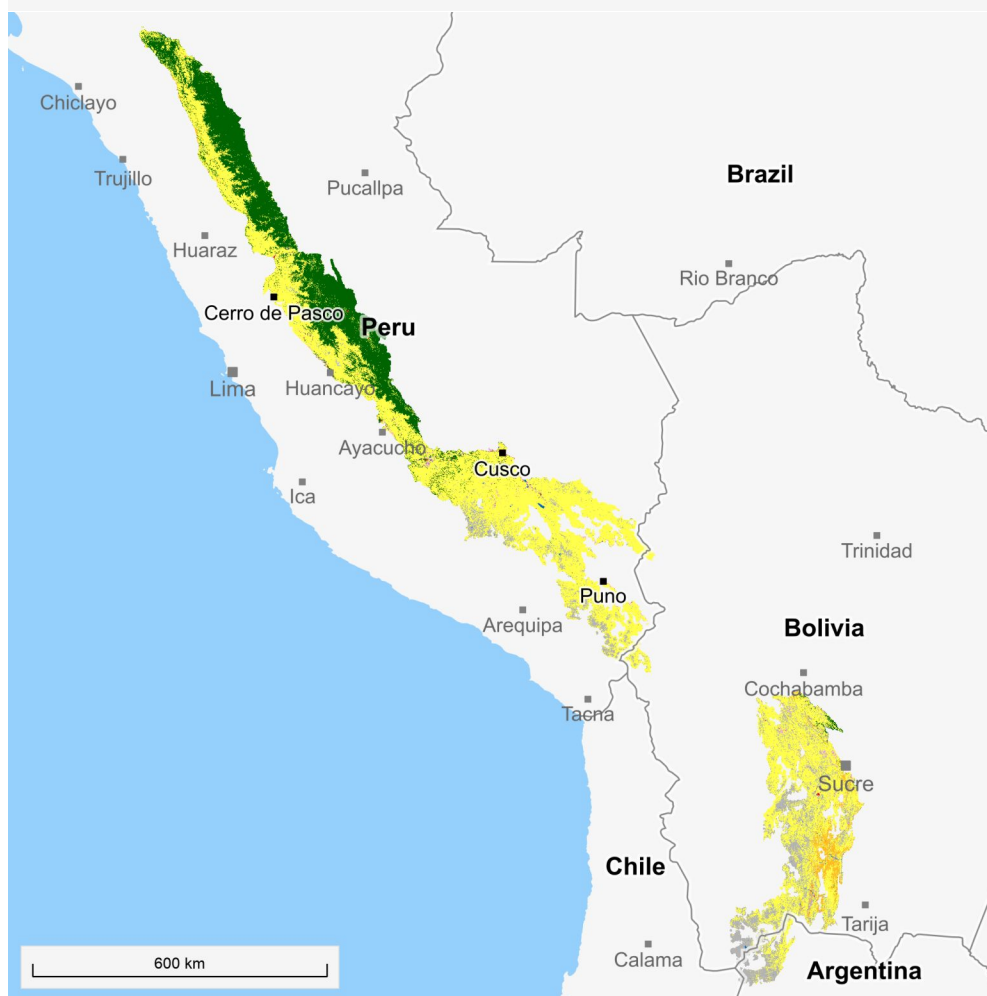 Chiclayo
Trujillo
Pucallpa
Brazil
Huaraz
Rio Branco
Cerro de Pasco
Peru
Lima
Huancayo
Ayacucho
Cusco
Ica
Trinidad
Puno
Arequipa
Bolivia
Cochabamba
Tacna
Sucre
Chile
Tarija
Calama
Argentina
600 km